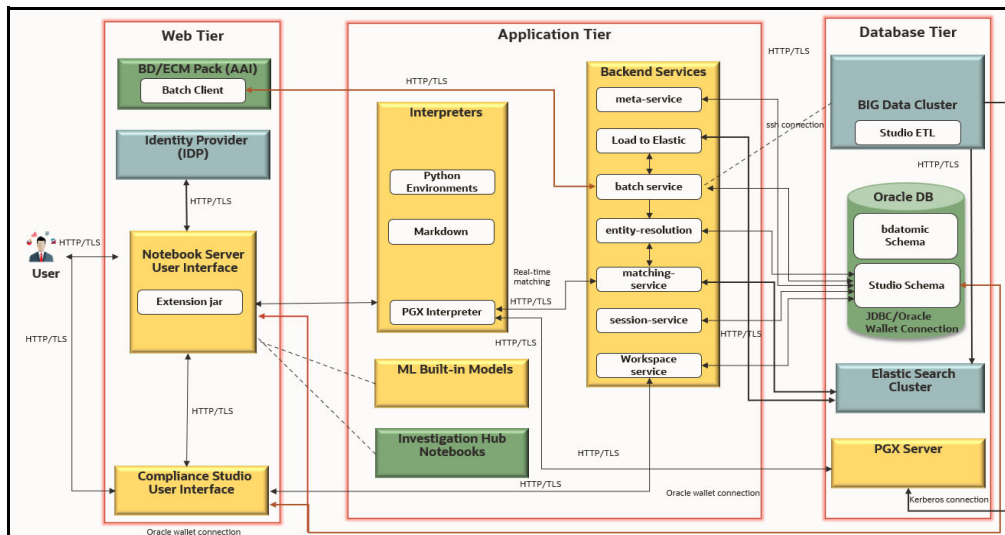 Web Tier
BD/ECM Pack (AAI)
Batch Client
HTTP/TLS
Identity Provider
(IDP)
HTTP/TLS
HTTP/TLS
User
Notebook Server
User Interface
Extension jar
HTTP/TLS
HTTP/TLS
Compliance Studio
User Interface
Oracle wallet connection
Application Tier
Interpreters
Python
Environments
Markdown
PGX Interpreter
Real-time
matching
HTTP/TLS
HTTP/TLS
ML Built-in Models
Investigation Hub
Notebooks
HTTP/TLS
HTTP/TLS
Backend Services
meta-service
Load to Elastic
batch service
entity-resolution
matching-
service
session-service
Workspace
service
HTTP/TLS
Oracle wallet connection
HTTP/TLS
ssh connection
Database Tier
BIG Data Cluster
Studio ETL
HTTP/TLS
Oracle DB
bdatomic
Schema
Studio Schema
JDBC/Oracle
Wallet Connection
Elastic Search
Cluster
PGX Server
Kerberos connection